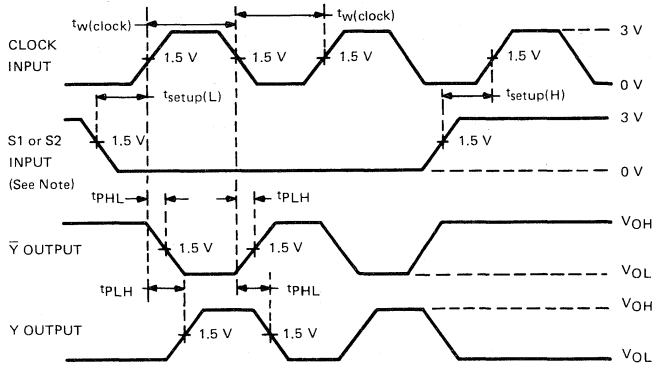 tw(clock)
tw(clock)
3 V
CLOCK
INPUT
1.5 V
1.5 V
1.5 V
1.5 V
0 V
tsetup(L)
tsetup(H)
3 V
S1 or S2
INPUT
(See Note)
1.5 V
1.5 V
0 V
tPHL
tPLH
VOH
Y̅ OUTPUT
1.5 V
1.5 V
VOL
tPLH
tPHL
VOH
Y OUTPUT
1.5 V
1.5 V
VOL